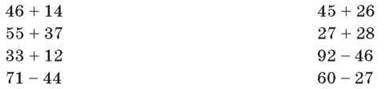 46 + 14 45 + 26
55 + 37 27 + 28
33 + 12 92 – 46
71 – 44 60 – 27